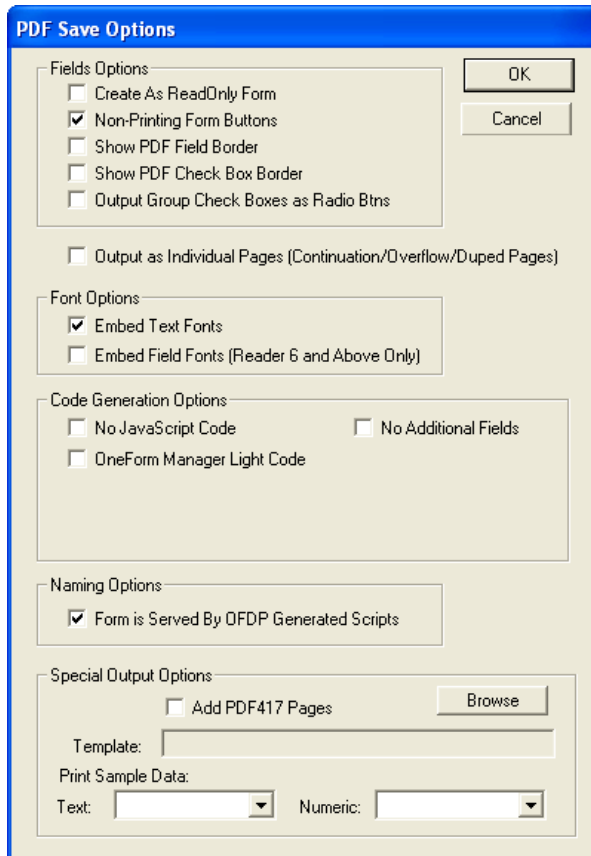 PDF Save Options
Fields Options
OK
Create As ReadOnly Form
Non-Printing Form Buttons
Cancel
Show PDF Field Border
Show PDF Check Box Border
Output Group Check Boxes as Radio Btns
Output as Individual Pages (Continuation/Overflow/Duped Pages)
Font Options
Embed Text Fonts
Embed Field Fonts (Reader 6 and Above Only)
Code Generation Options
No JavaScript Code No Additional Fields
OneForm Manager Light Code
Naming Options
Form is Served By OFDP Generated Scripts
Special Output Options
Add PDF417 Pages Browse
Template:
Print Sample Data:
Text: Numeric: